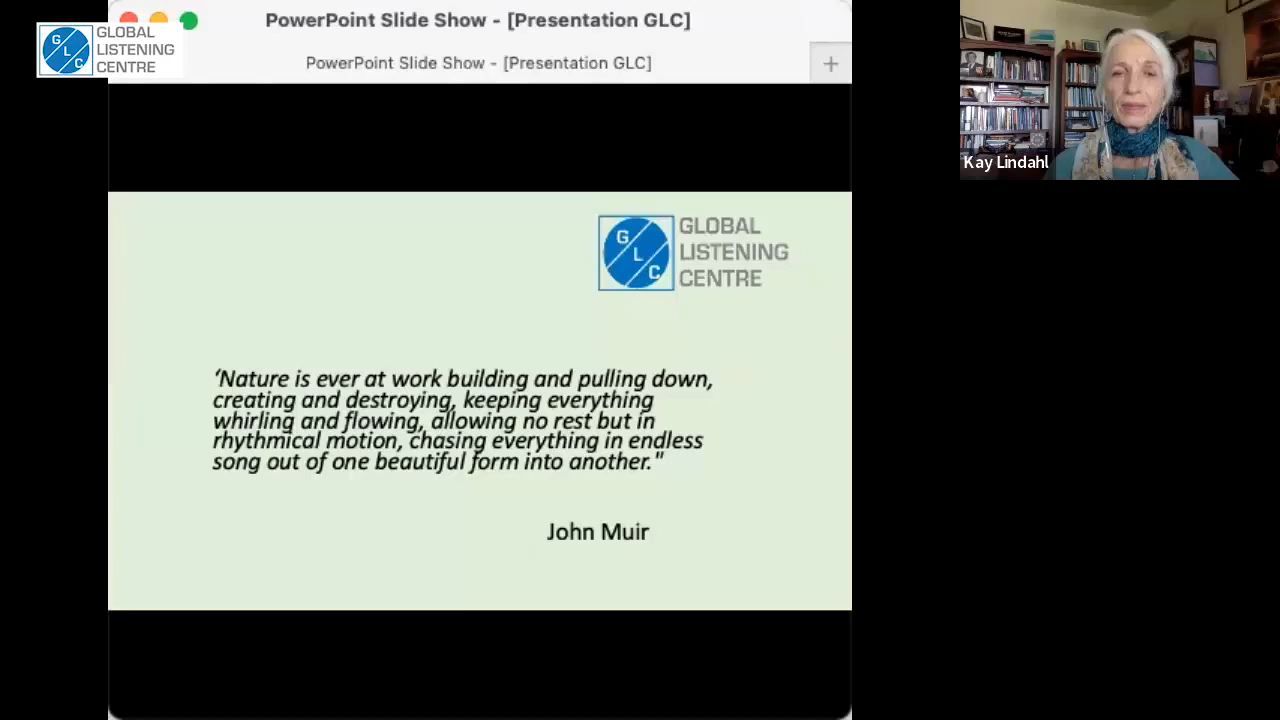 PowerPoint Slide Show - [Presentation GLC]
GLOBAL
LISTENING
CENTRE
G
L
C
PowerPoint Slide Show - [Presentation GLC]
+
Kay Lindahl
G
L
C
GLOBAL
LISTENING
CENTRE
‘Nature is ever at work building and pulling down,
creating and destroying, keeping everything
whirling and flowing, allowing no rest but in
rhythmical motion, chasing everything in endless
song out of one beautiful form into another."
John Muir